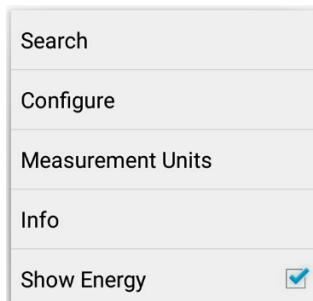 Search
Configure
Measurement Units
Info
Show Energy